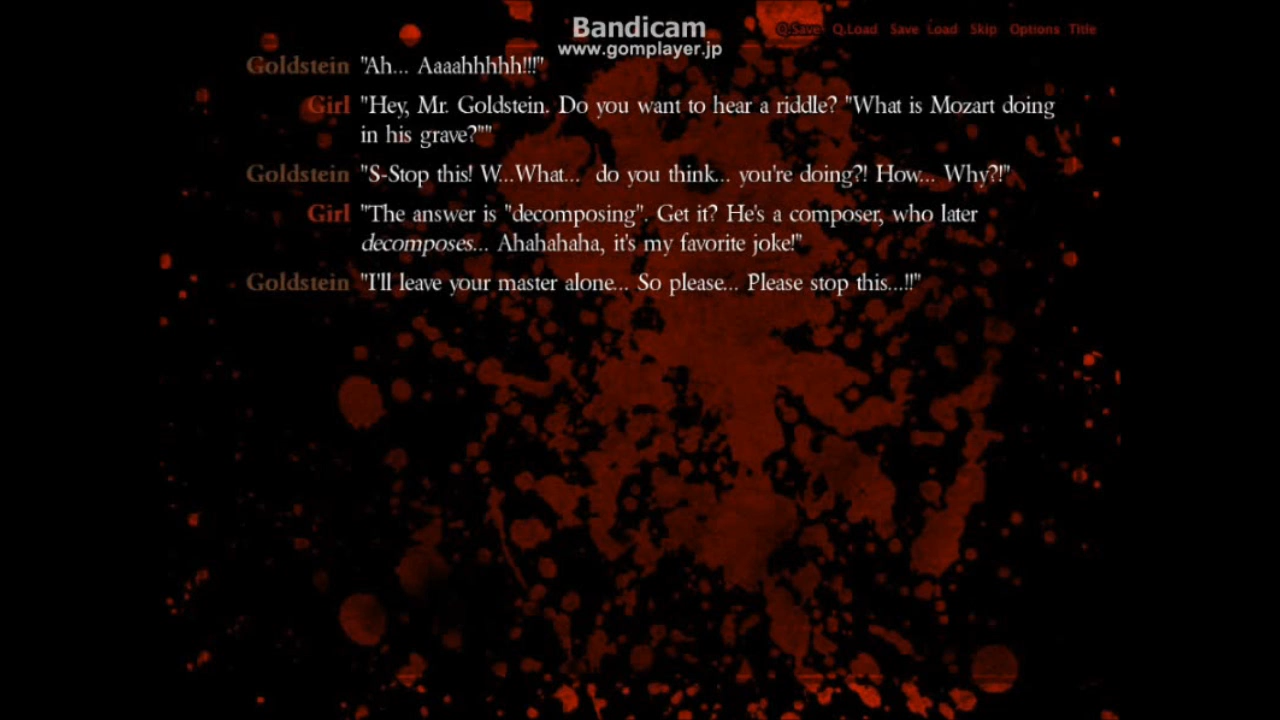 Bandicam
www.gomplayer.jp
Q.Save Q.Load Save Load Skip Options Title
Goldstein "Ah... Aaaahhhhh!!!"
Girl "Hey, Mr. Goldstein. Do you want to hear a riddle? "What is Mozart doing
in his grave?""
Goldstein "S-Stop this! W...What... do you think... you're doing?! How... Why?!"
Girl "The answer is "decomposing". Get it? He's a composer, who later
decomposes... Ahahahaha, it's my favorite joke!"
Goldstein "I'll leave your master alone... So please... Please stop this...!!"